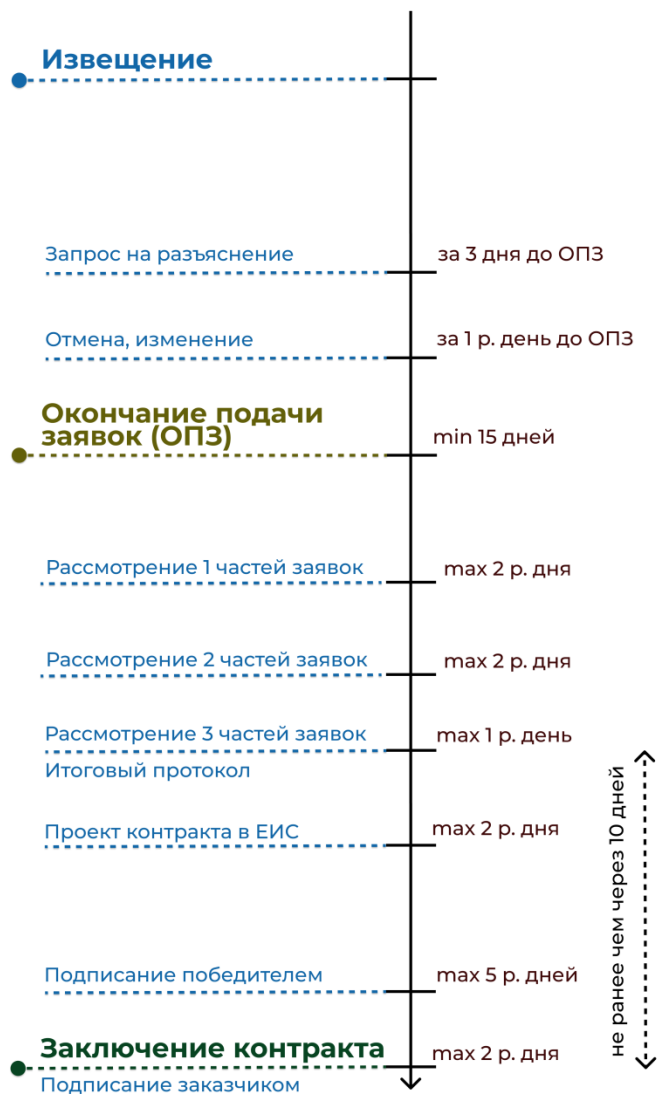 Извещение
Запрос на разъяснение
за 3 дня до ОПЗ
Отмена, изменение
за 1 р. день до ОПЗ
Окончание подачи
заявок (ОПЗ)
min 15 дней
Рассмотрение 1 частей заявок
max 2 р. дня
Рассмотрение 2 частей заявок
max 2 р. дня
Рассмотрение 3 частей заявок
max 1 р. день
Итоговый протокол
Проект контракта в ЕИС
max 2 р. дня
не ранее чем через 10 дней
Подписание победителем
max 5 р. дней
Заключение контракта
max 2 р. дня
Подписание заказчиком